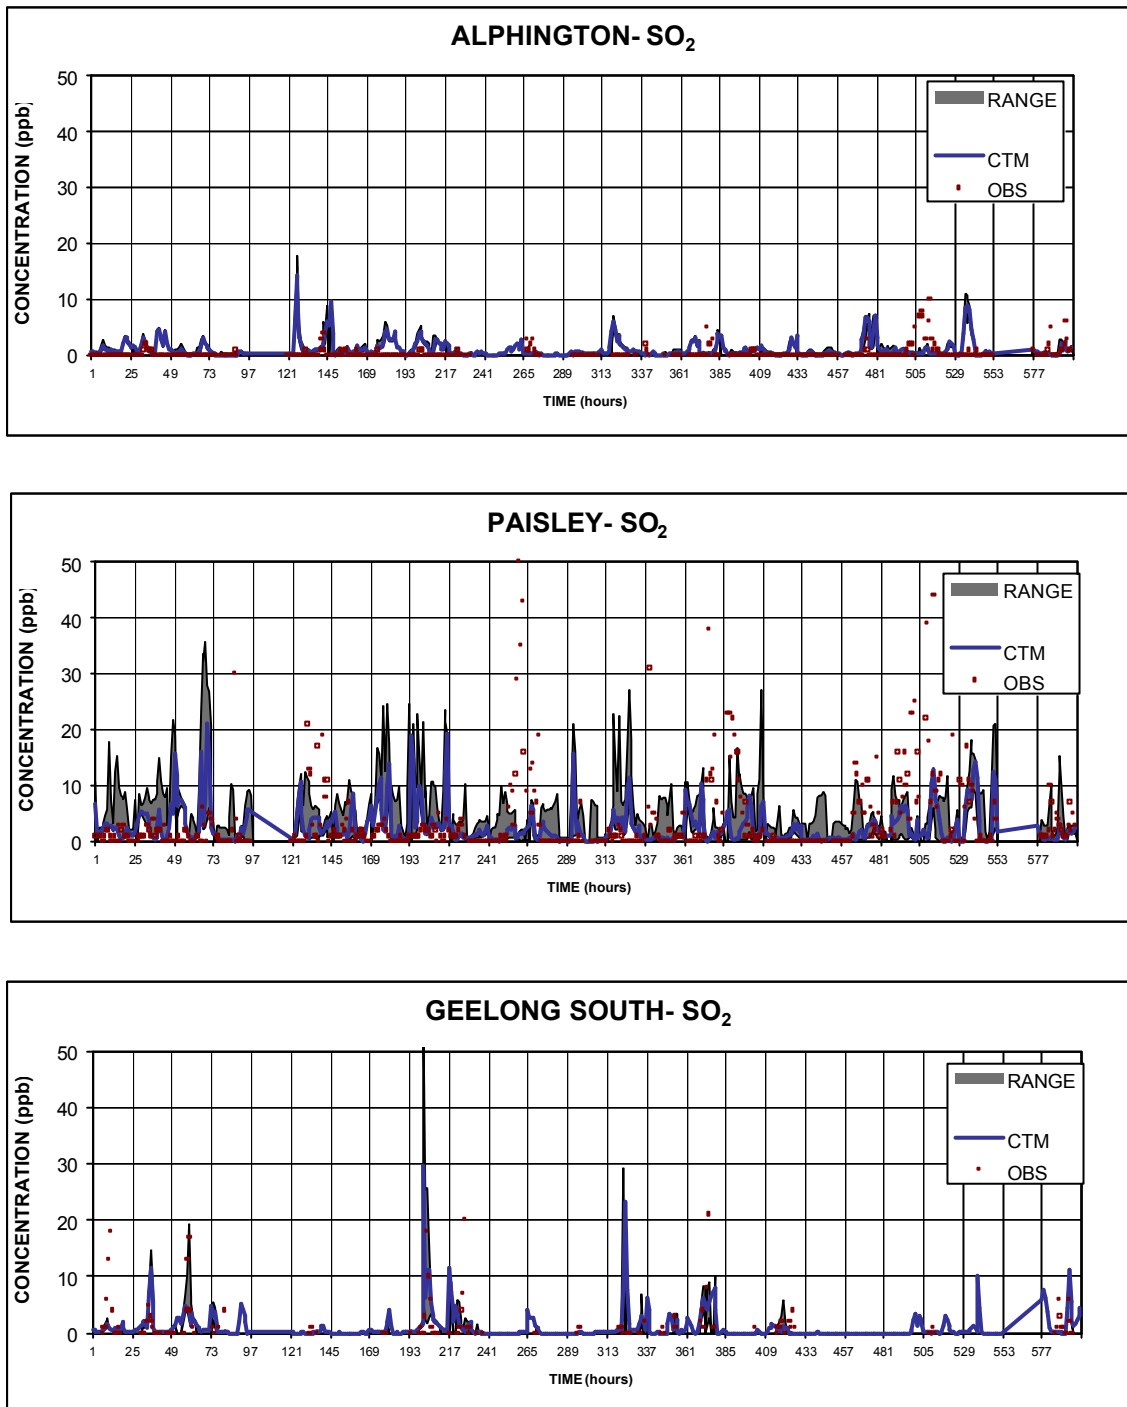 ALPHINGTON- SO₂
CONCENTRATION (ppb)
50
40
30
20
10
0
RANGE
CTM
OBS
1 25 49 73 97 121 145 169 193 217 241 265 289 313 337 361 385 409 433 457 481 505 529 553 577
TIME (hours)
PAISLEY- SO₂
CONCENTRATION (ppb)
50
40
30
20
10
0
RANGE
CTM
OBS
1 25 49 73 97 121 145 169 193 217 241 265 289 313 337 361 385 409 433 457 481 505 529 553 577
TIME (hours)
GEELONG SOUTH- SO₂
CONCENTRATION (ppb)
50
40
30
20
10
0
RANGE
CTM
OBS
1 25 49 73 97 121 145 169 193 217 241 265 289 313 337 361 385 409 433 457 481 505 529 553 577
TIME (hours)